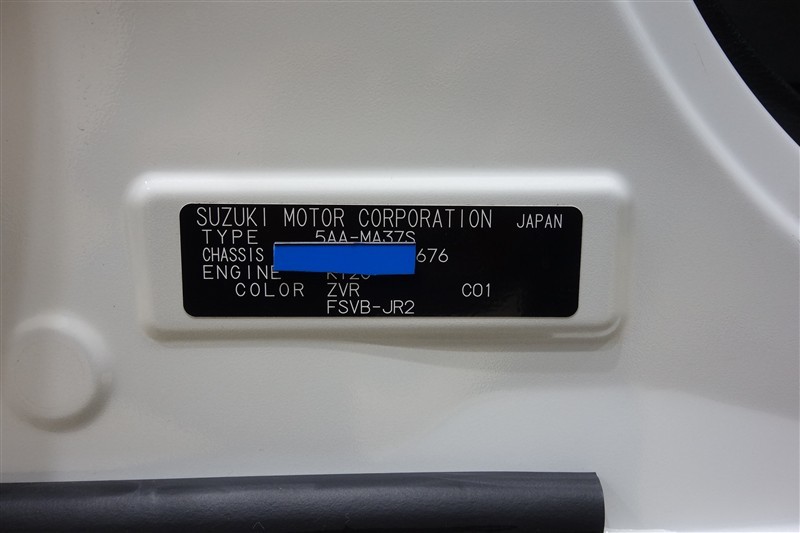 SUZUKI MOTOR CORPORATION JAPAN
TYPE 5AA-MA37S
CHASSIS 676
ENGINE
COLOR ZVR C01
FSVB-JR2